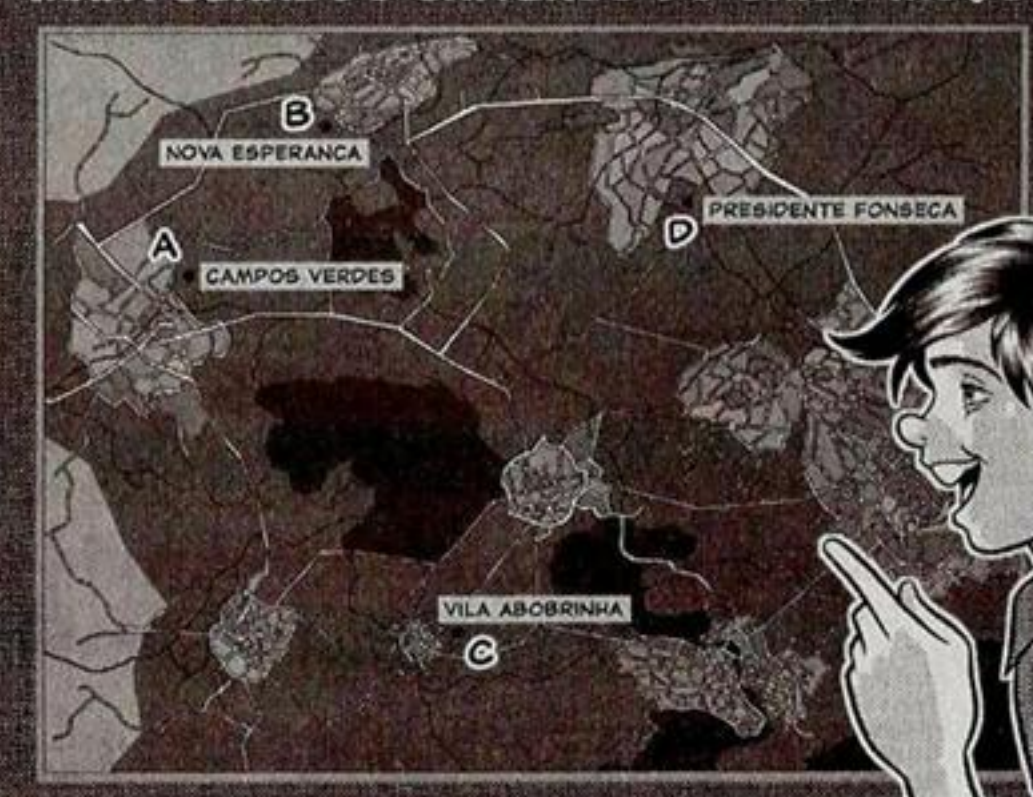 B
NOVA ESPERANCA
PRESIDENTE FONSECA
D
A
CAMPOS VERDES
VILA ABOBRINHA
C